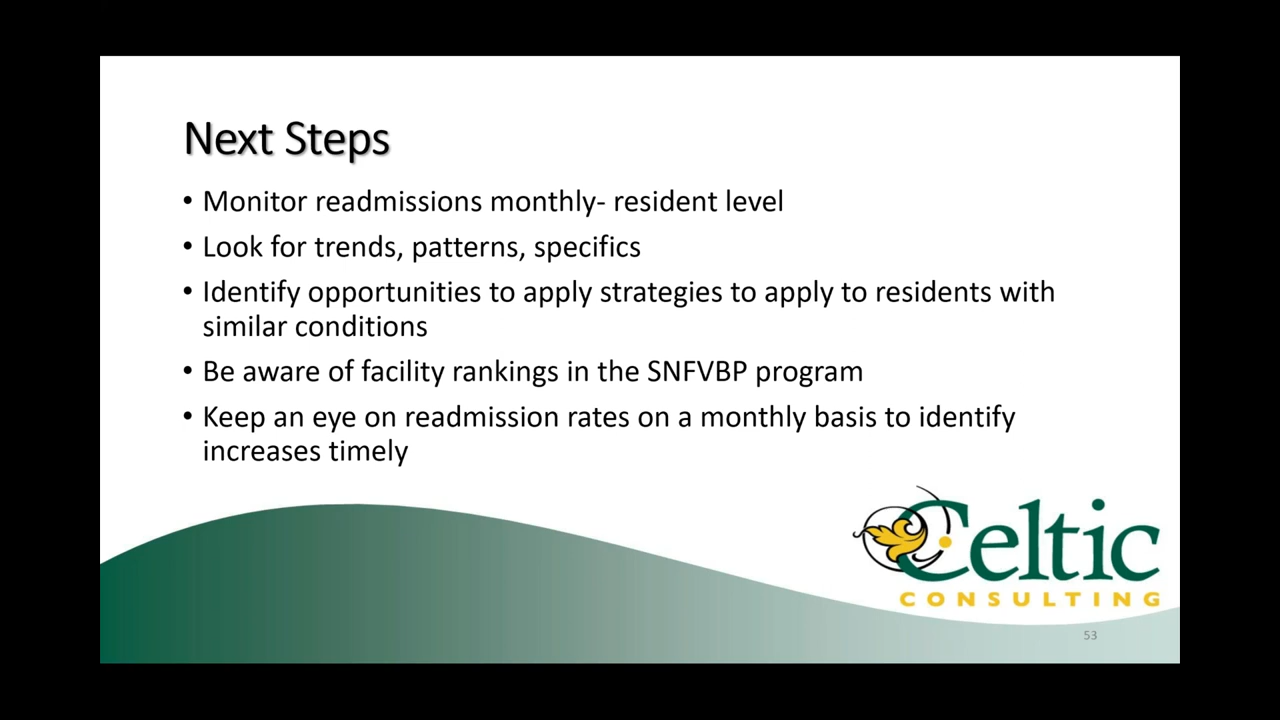 Next Steps
• Monitor readmissions monthly- resident level
• Look for trends, patterns, specifics
• Identify opportunities to apply strategies to apply to residents with
similar conditions
• Be aware of facility rankings in the SNFVBP program
• Keep an eye on readmission rates on a monthly basis to identify
increases timely
Celtic
CONSULTING
53